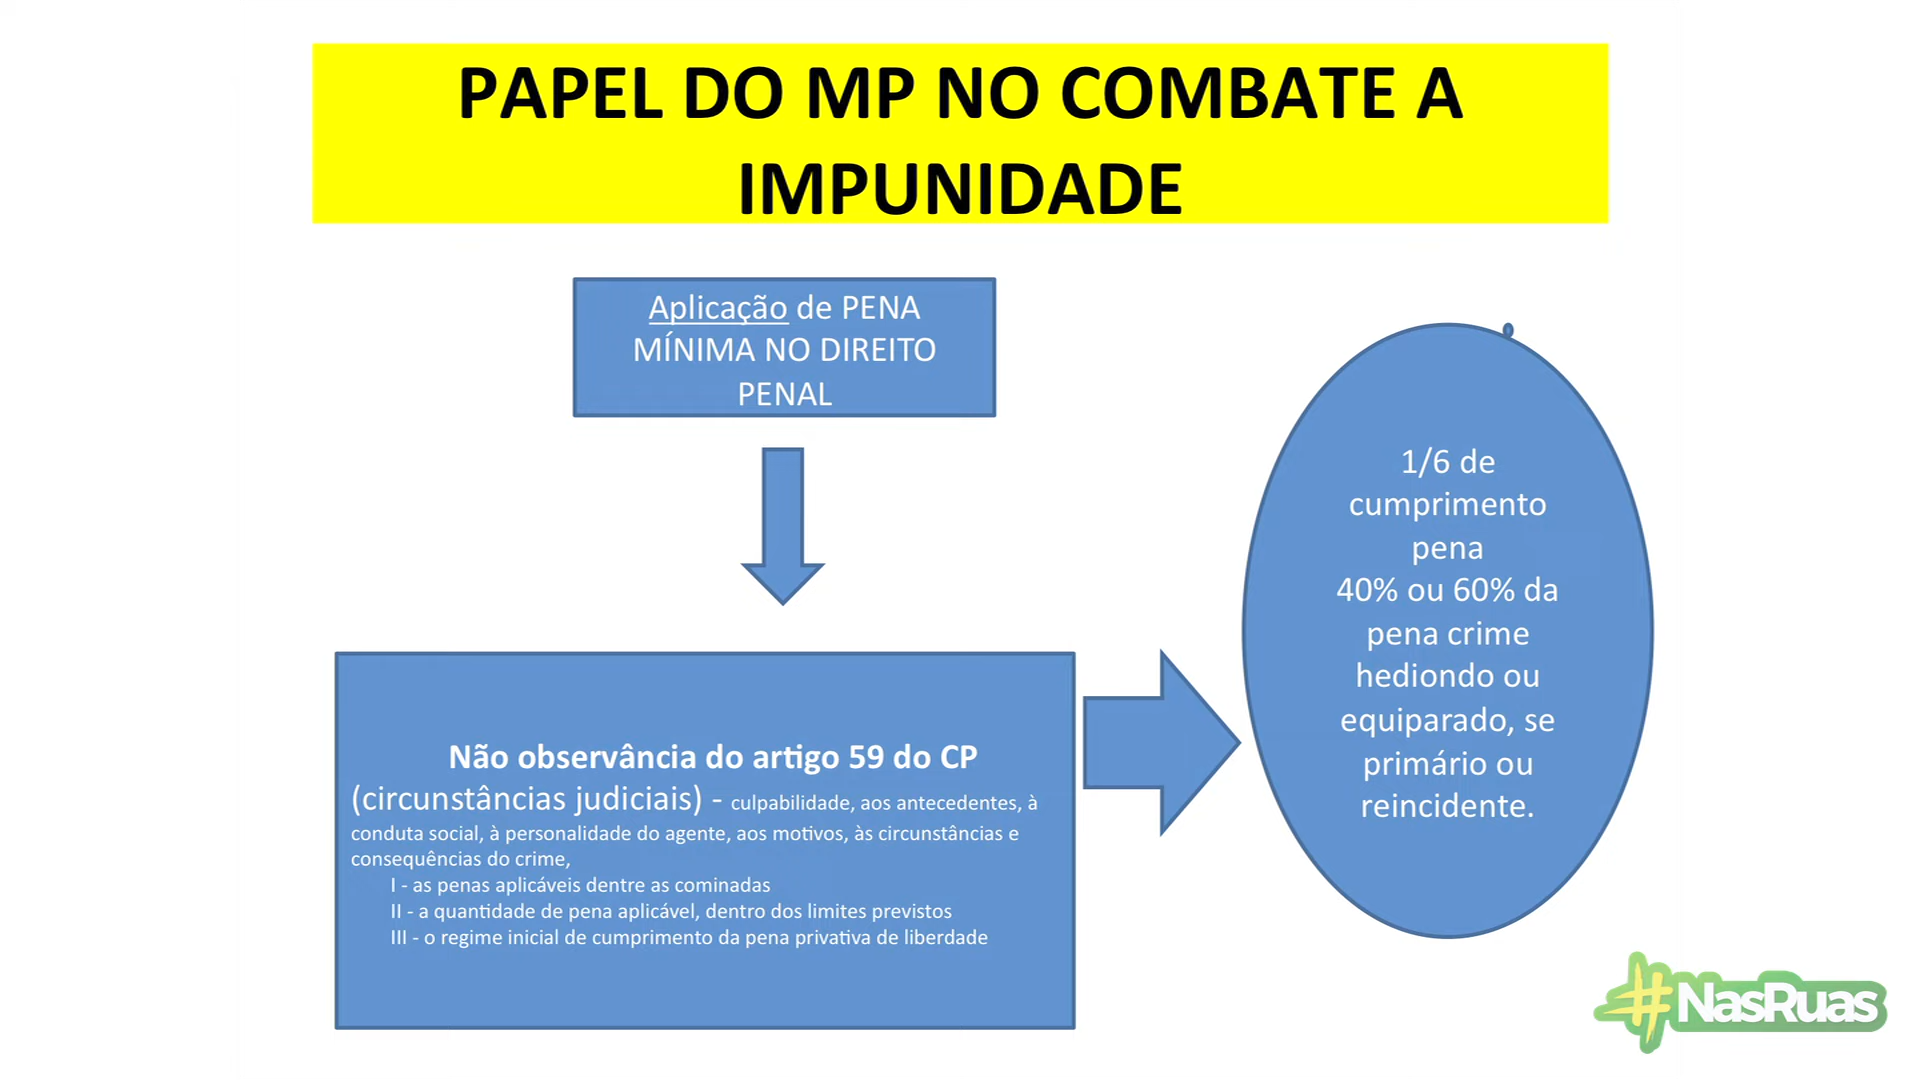 PAPEL DO MP NO COMBATE A
IMPUNIDADE
Aplicação de PENA
MÍNIMA NO DIREITO
PENAL
Não observância do artigo 59 do CP
(circunstâncias judiciais) - culpabilidade, aos antecedentes, à
conduta social, à personalidade do agente, aos motivos, às circunstâncias e
consequências do crime,
I - as penas aplicáveis dentre as cominadas
II - a quantidade de pena aplicável, dentro dos limites previstos
III - o regime inicial de cumprimento da pena privativa de liberdade
1/6 de
cumprimento
pena
40% ou 60% da
pena crime
hediondo ou
equiparado, se
primário ou
reincidente.
#NasRuas